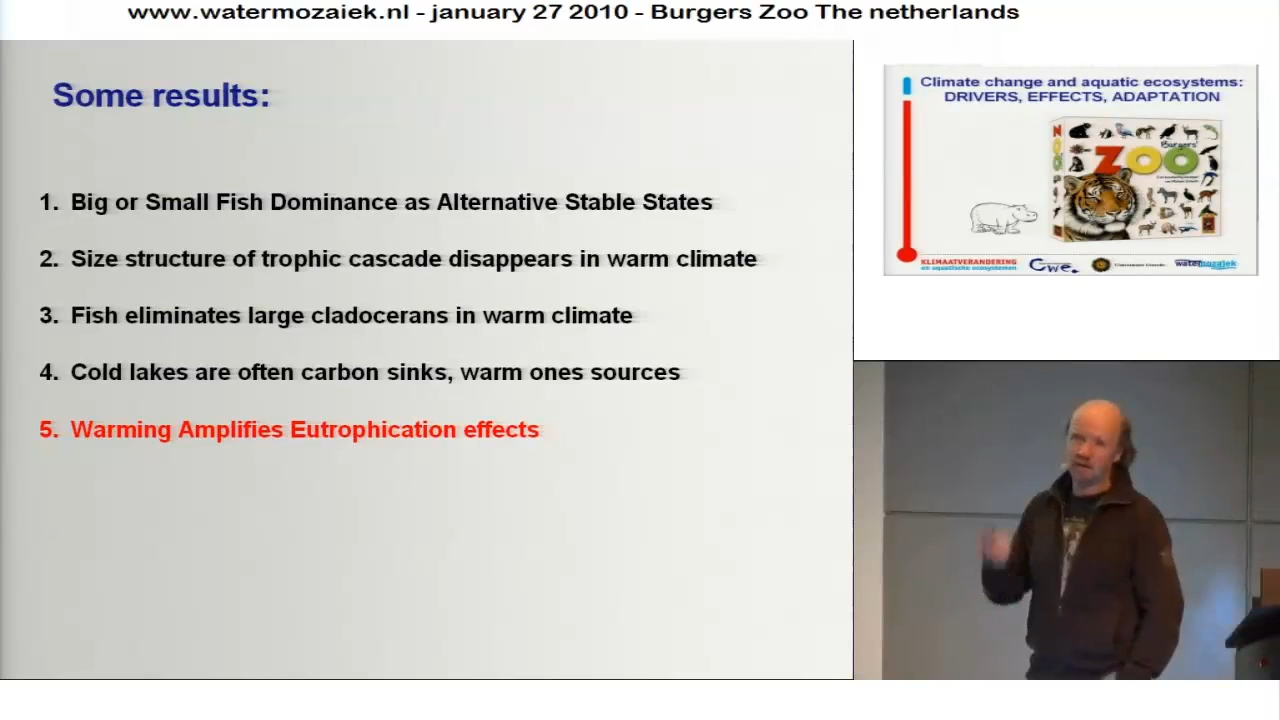 www.watermozaiek.nl - january 27 2010 - Burgers Zoo The netherlands
Some results:
1. Big or Small Fish Dominance as Alternative Stable States
2. Size structure of trophic cascade disappears in warm climate
3. Fish eliminates large cladocerans in warm climate
4. Cold lakes are often carbon sinks, warm ones sources
5. Warming Amplifies Eutrophication effects
Climate change and aquatic ecosystems:
DRIVERS, EFFECTS, ADAPTATION
Burgers'
ZOO
KLIMAATVERANDERING
en aquatische ecosystemen
Cwe.
watermozaiek